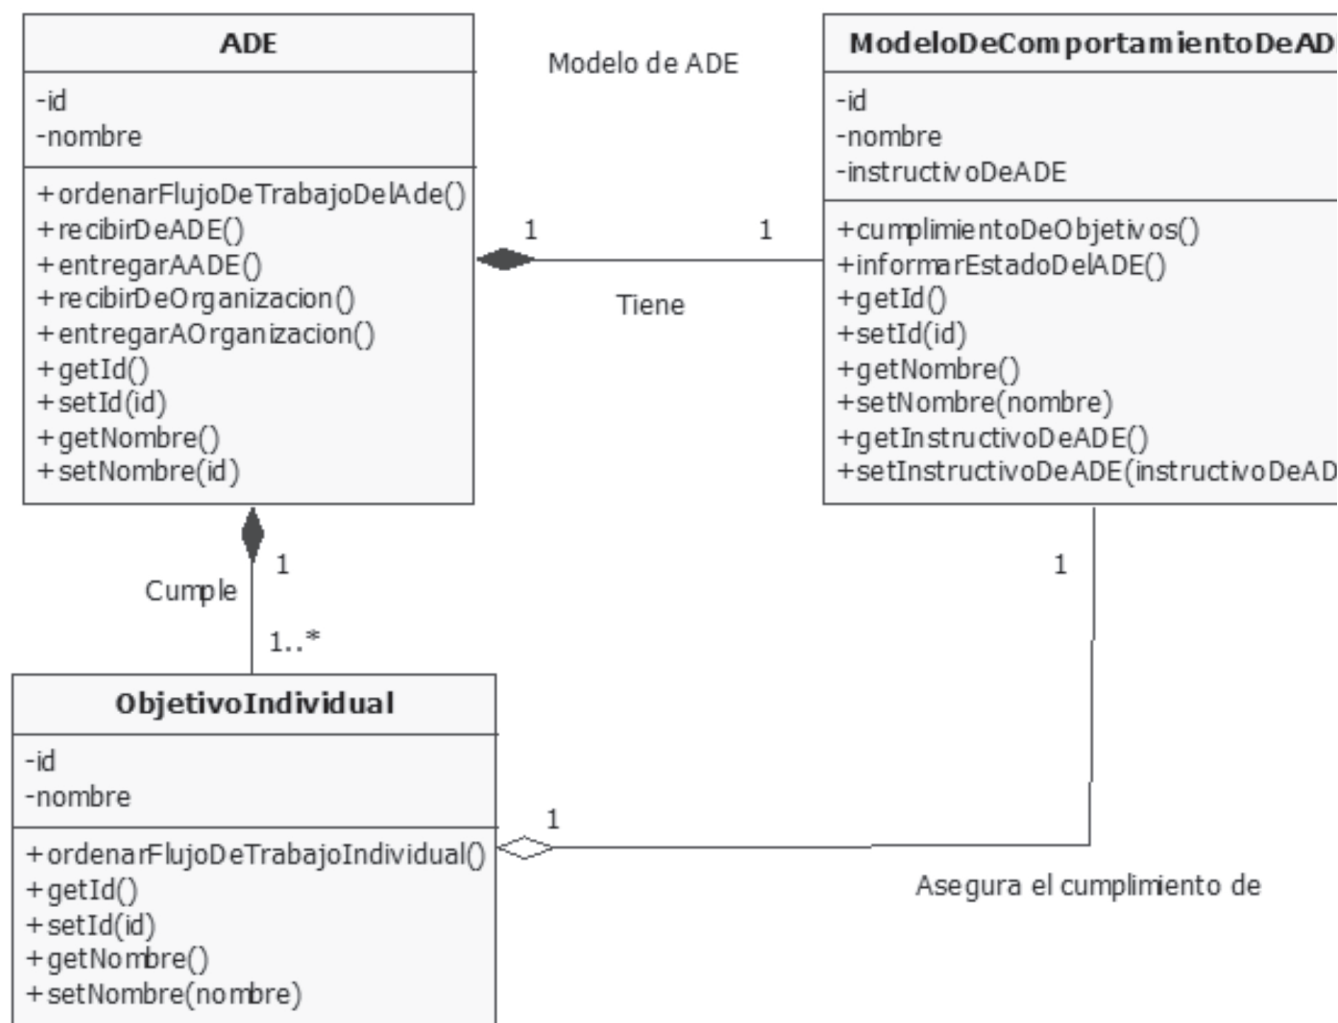 ADE
-id
-nombre
+ordenarFlujoDeTrabajoDelAde()
+recibirDeADE()
+entregarAADE()
+recibirDeOrganizacion()
+entregarAOrganizacion()
+getId()
+setId(id)
+getNombre()
+setNombre(id)
Modelo de ADE
1
1
Tiene
ModeloDeComportamientoDeAD
-id
-nombre
-instructivoDeADE
+cumplimientoDeObjetivos()
+informarEstadoDelADE()
+getId()
+setId(id)
+getNombre()
+setNombre(nombre)
+getInstructivoDeADE()
+setInstructivoDeADE(instructivoDeAD
1
Cumple
1..*
1
ObjetivoIndividual
-id
-nombre
+ordenarFlujoDeTrabajoIndividual()
+getId()
+setId(id)
+getNombre()
+setNombre(nombre)
1
Asegura el cumplimiento de